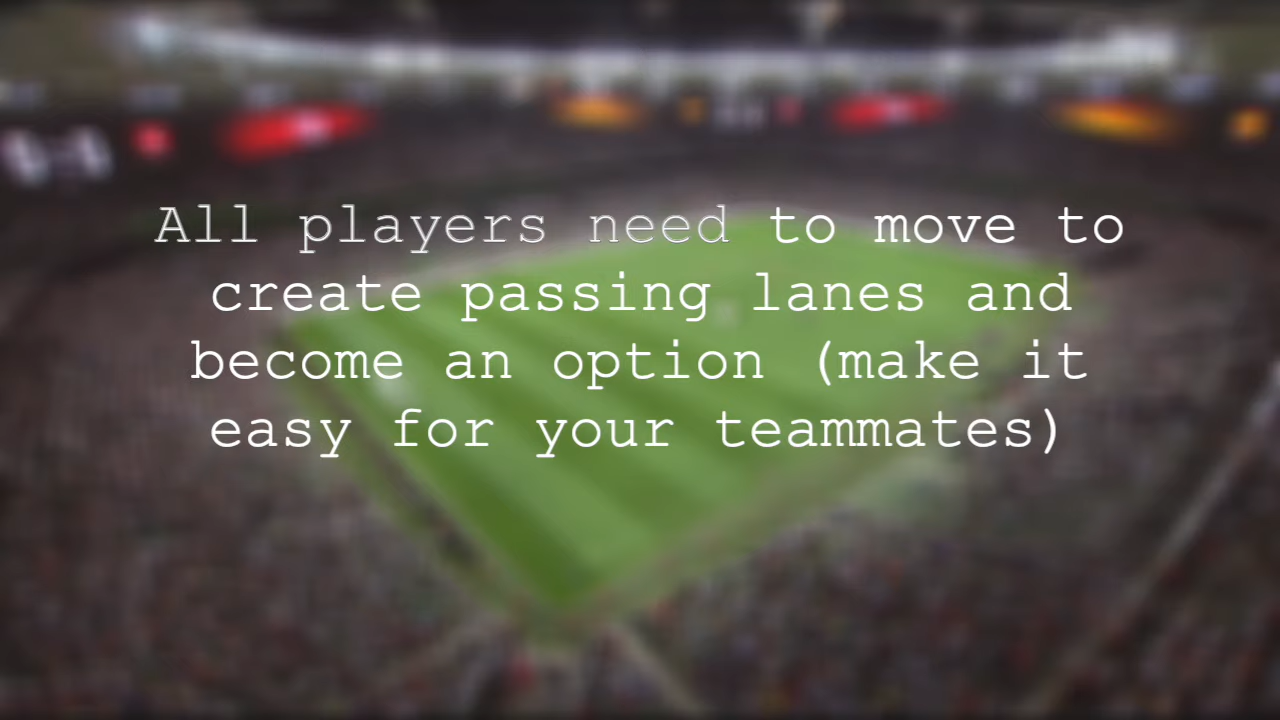 All players need to move to
create passing lanes and
become an option (make it
easy for your teammates)